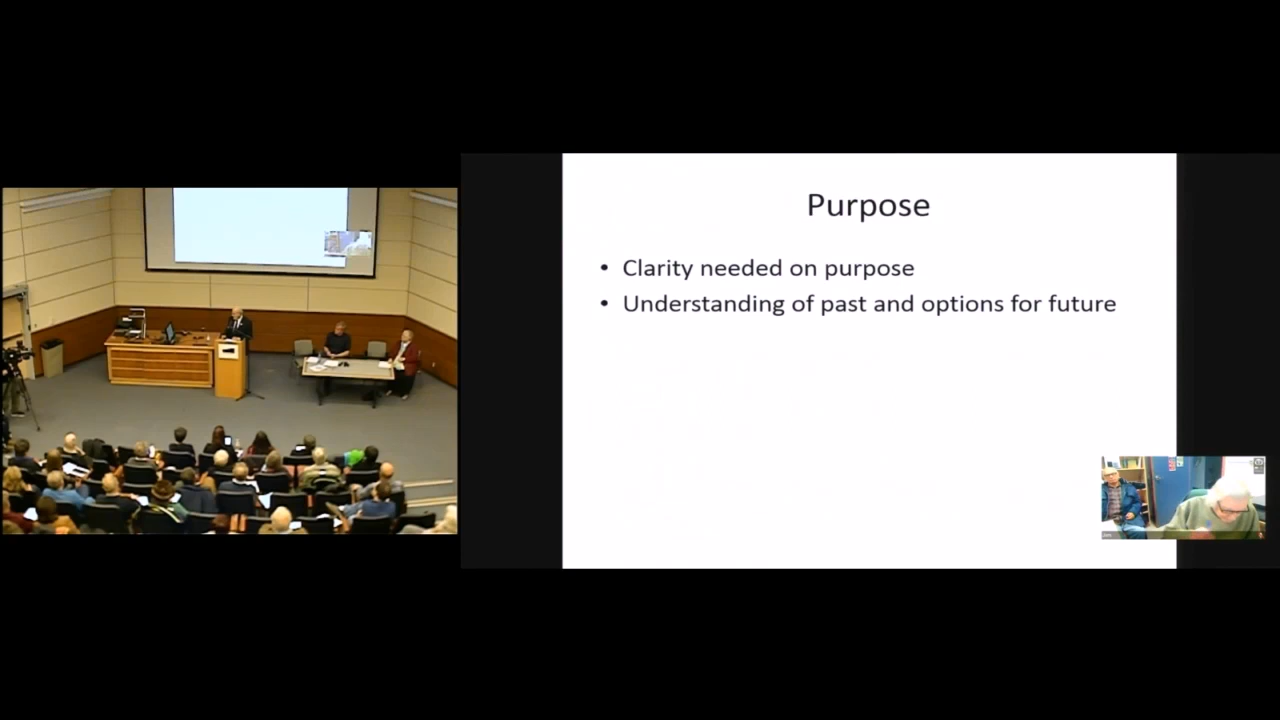 Purpose
• Clarity needed on purpose
• Understanding of past and options for future